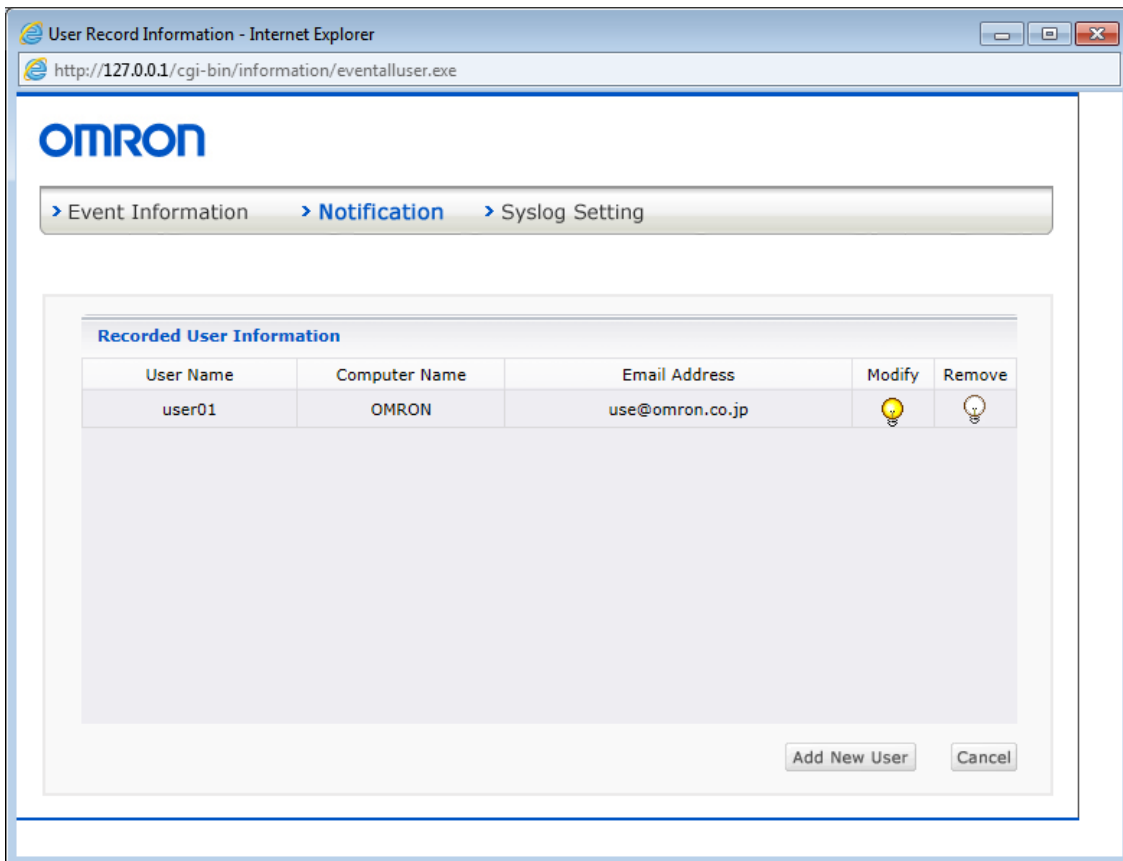 User Record Information - Internet Explorer
http://127.0.0.1/cgi-bin/information/eventalluser.exe
OMRON
> Event Information > Notification > Syslog Setting
Recorded User Information
User Name Computer Name Email Address Modify Remove
user01 OMRON use@omron.co.jp
Add New User Cancel